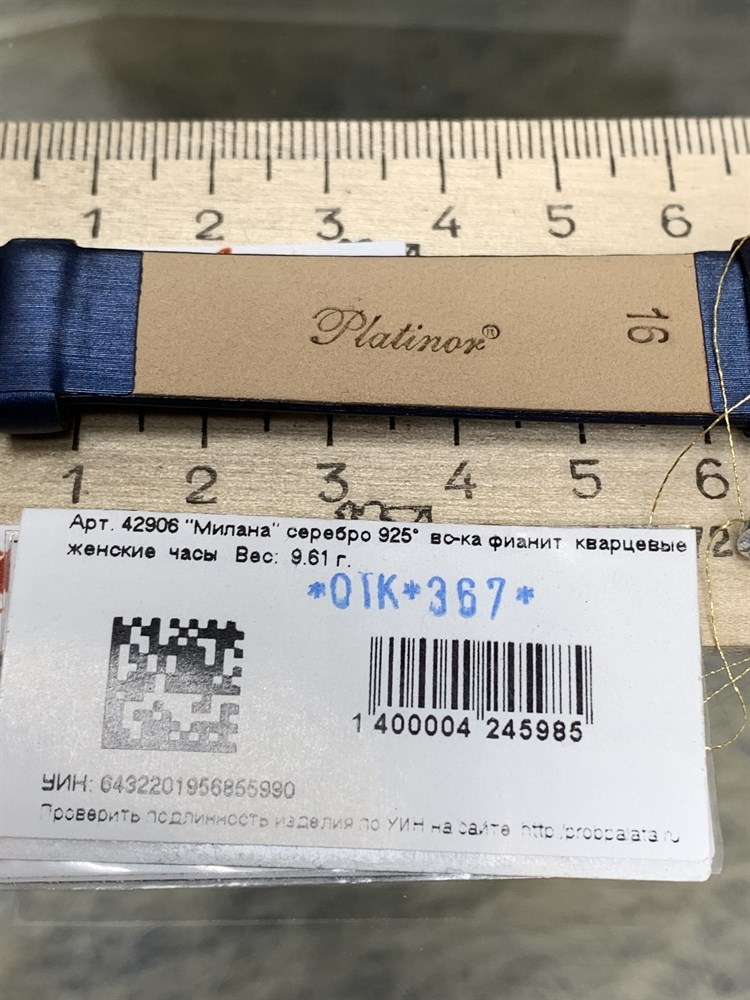 1 2 3 4 5 6
Platinor®
16
1 2 3 4 5 6
Арт. 42906 "Милана" серебро 925° вс-ка фианит кварцевые
женские часы Вес: 9.61 г.
*ОТК*367*
1 400004 245985
УИН: 6432201956855990
Проверить подлинность изделия по УИН на сайте http://probpalata.ru